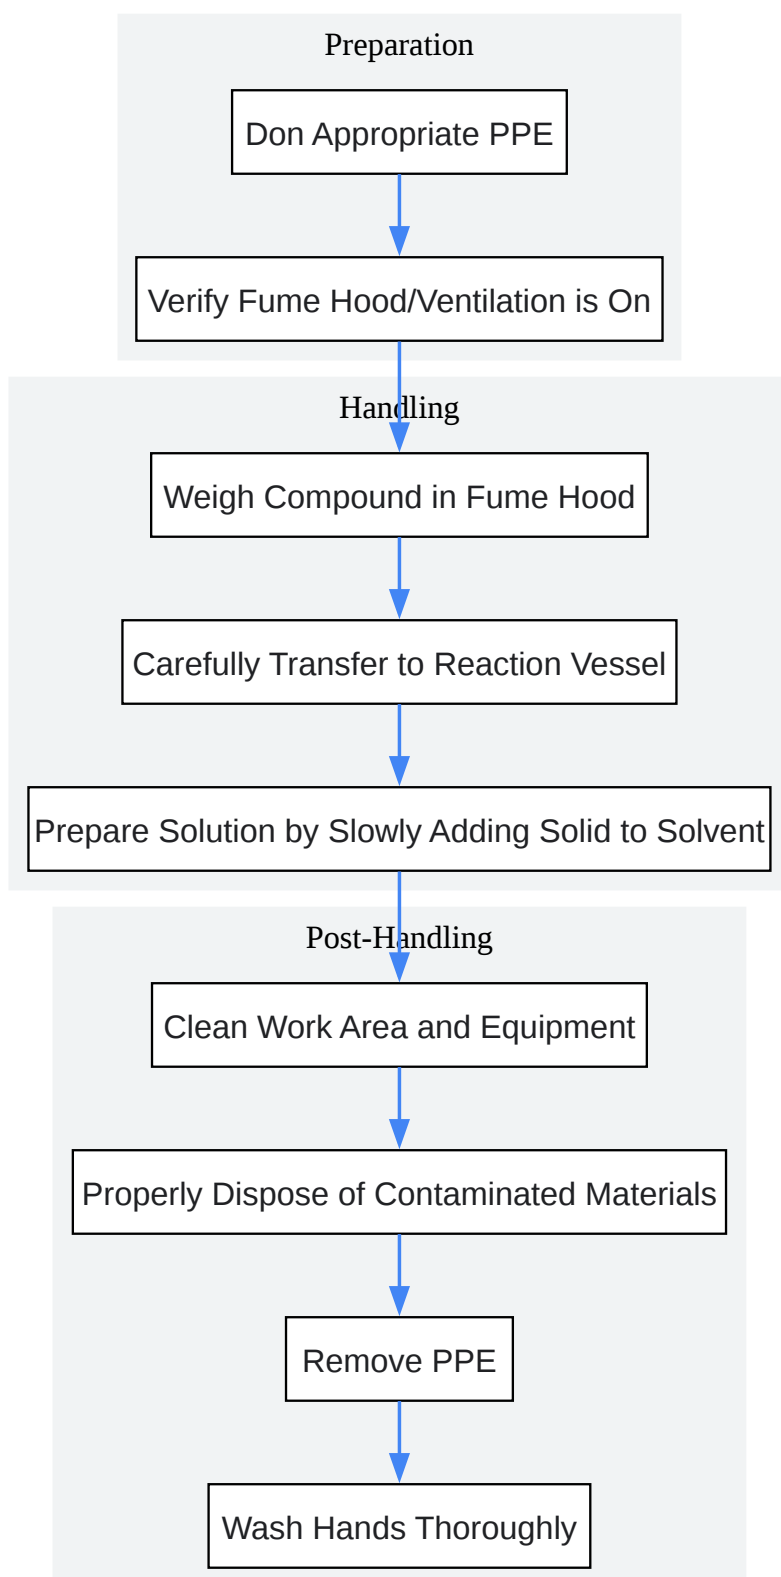 Preparation
Don Appropriate PPE
Verify Fume Hood/Ventilation is On
Handling
Weigh Compound in Fume Hood
Carefully Transfer to Reaction Vessel
Prepare Solution by Slowly Adding Solid to Solvent
Post-Handling
Clean Work Area and Equipment
Properly Dispose of Contaminated Materials
Remove PPE
Wash Hands Thoroughly